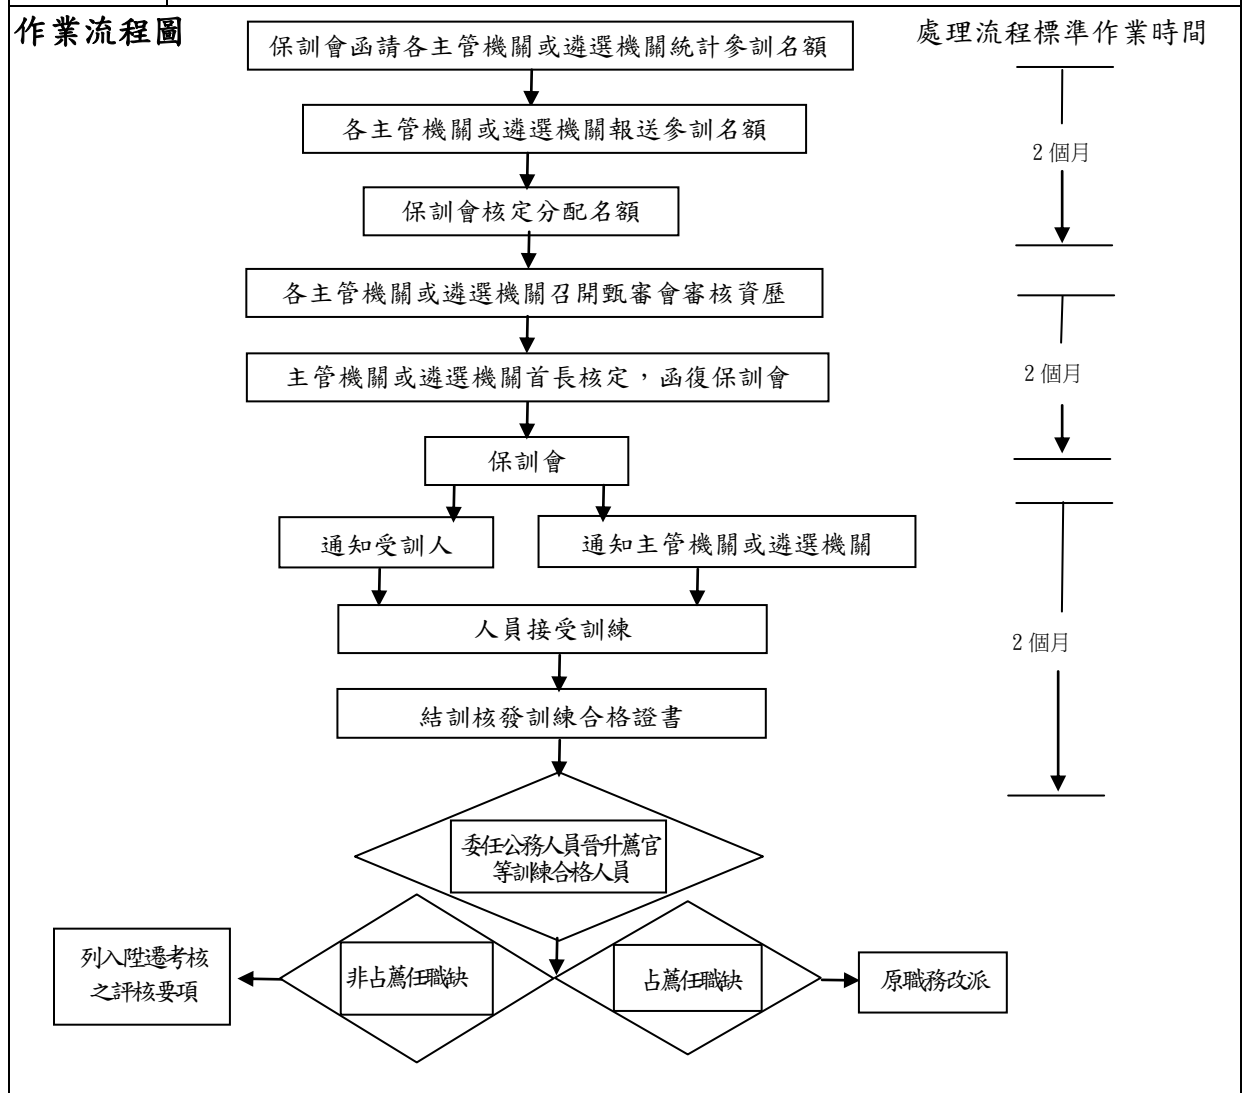 作業流程圖
處理流程標準作業時間
保訓會函請各主管機關或遴選機關統計參訓名額
各主管機關或遴選機關報送參訓名額
2個月
保訓會核定分配名額
各主管機關或遴選機關召開甄審會審核資歷
主管機關或遴選機關首長核定，函復保訓會
2個月
保訓會
通知受訓人
通知主管機關或遴選機關
人員接受訓練
2個月
結訓核發訓練合格證書
委任公務人員晉升薦官
等訓練合格人員
列入陞遷考核
之評核要項
非占薦任職缺
占薦任職缺
原職務改派